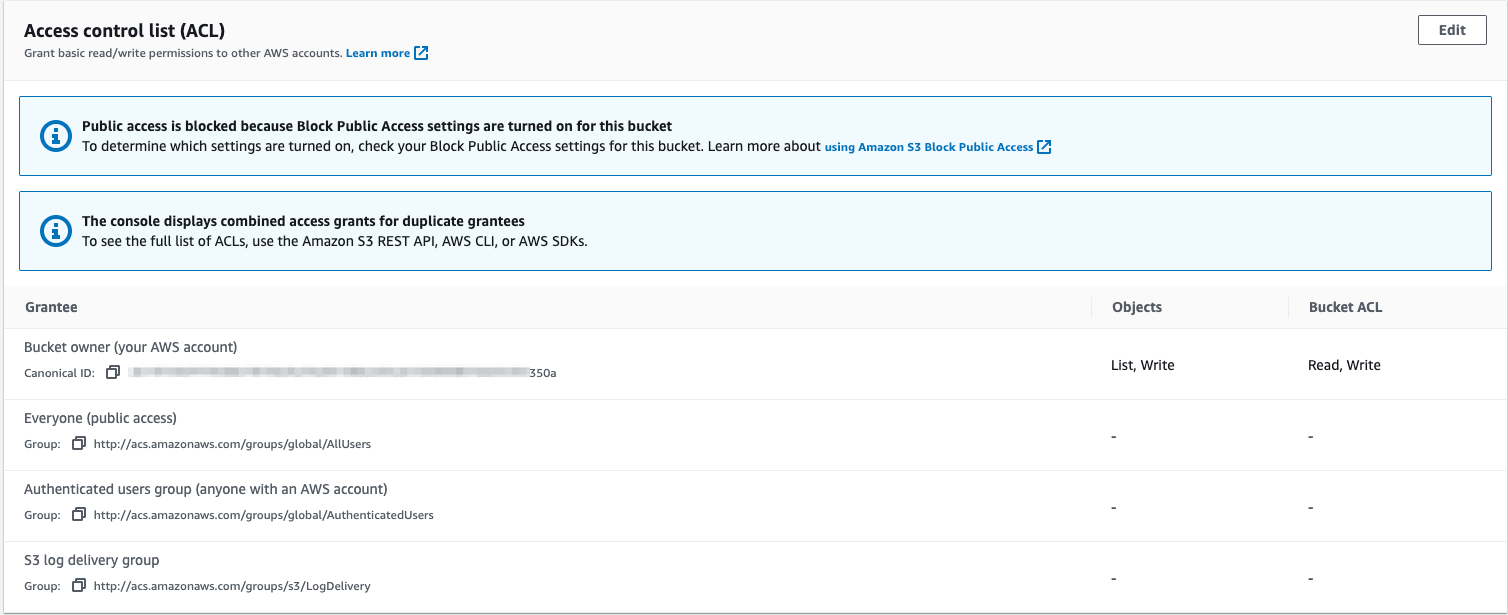 Access control list (ACL)
Edit
Grant basic read/write permissions to other AWS accounts. Learn more
Public access is blocked because Block Public Access settings are turned on for this bucket
To determine which settings are turned on, check your Block Public Access settings for this bucket. Learn more about using Amazon S3 Block Public Access
The console displays combined access grants for duplicate grantees
To see the full list of ACLs, use the Amazon S3 REST API, AWS CLI, or AWS SDKs.
Grantee Objects Bucket ACL
Bucket owner (your AWS account)
Canonical ID: 350a
List, Write Read, Write
Everyone (public access)
Group: http://acs.amazonaws.com/groups/global/AllUsers
- -
Authenticated users group (anyone with an AWS account)
Group: http://acs.amazonaws.com/groups/global/AuthenticatedUsers
- -
S3 log delivery group
Group: http://acs.amazonaws.com/groups/s3/LogDelivery
- -